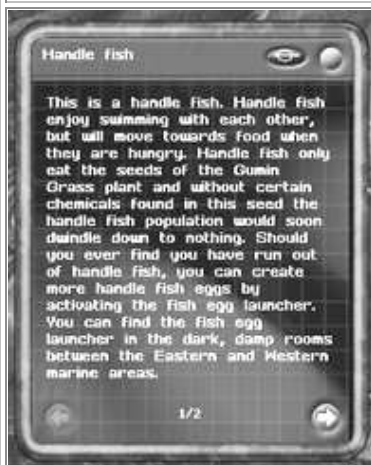 Handle fish
This is a handle fish. Handle fish
enjoy swimming with each other,
but will move towards food when
they are hungry. Handle fish only
eat the seeds of the Gumin
Grass plant and without certain
chemicals found in this seed the
handle fish population would soon
dwindle down to nothing. Should
you ever find you have run out
of handle fish, you can create
more handle fish eggs by
activating the fish egg launcher.
You can find the fish egg
launcher in the dark, damp rooms
between the Eastern and Western
marine areas.
1/2